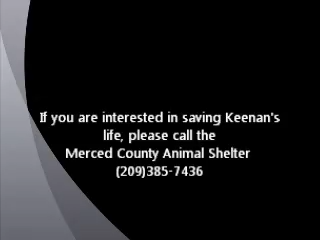 If you are interested in saving Keenan's
life, please call the
Merced County Animal Shelter
(209)385-7436